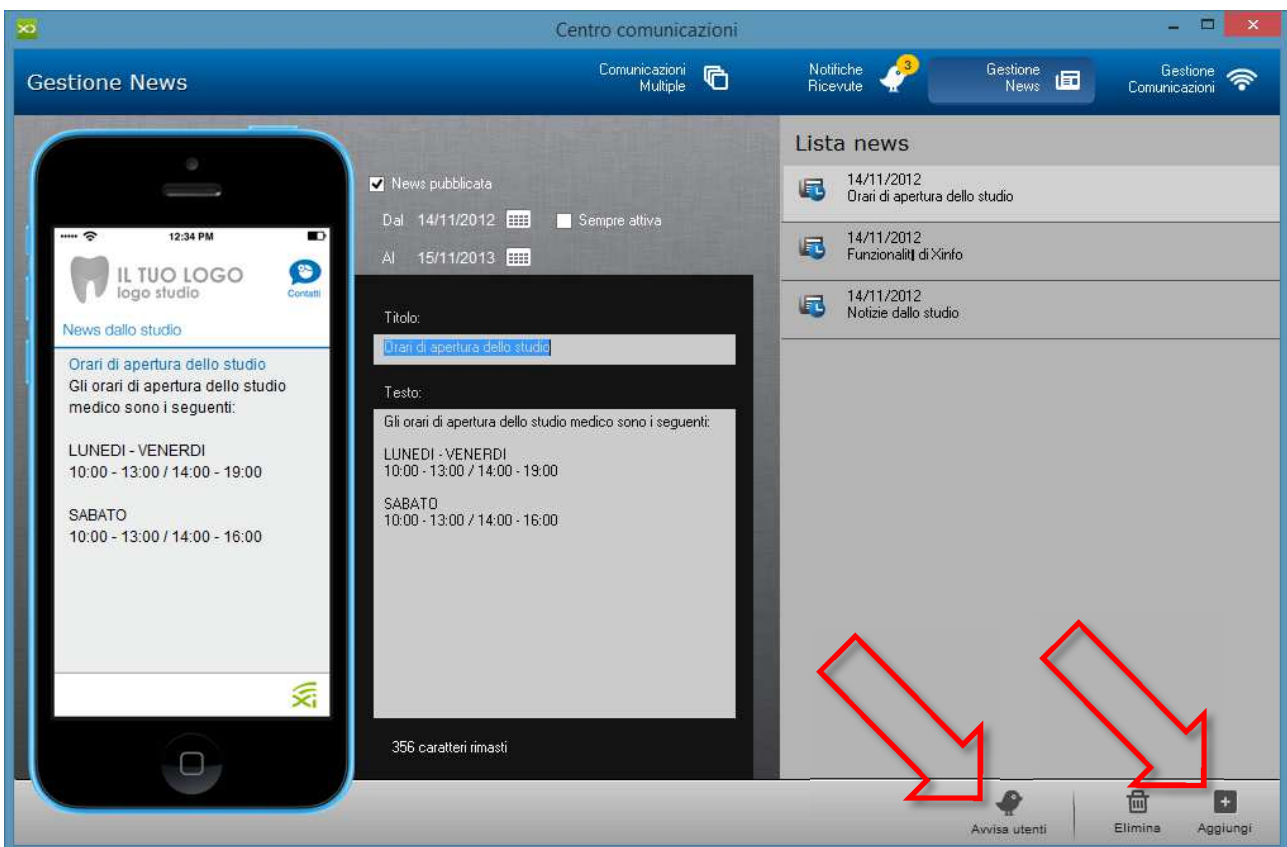 Centro comunicazioni
Gestione News
Comunicazioni
Multiple
Notifiche
Ricevute
3
Gestione
News
Gestione
Comunicazioni
12:34 PM
IL TUO LOGO
logo studio
Contatti
News dallo studio
Orari di apertura dello studio
Gli orari di apertura dello studio
medico sono i seguenti:
LUNEDI - VENERDI
10:00 - 13:00 / 14:00 - 19:00
SABATO
10:00 - 13:00 / 14:00 - 16:00
News pubblicata
Dal 14/11/2012
Sempre attiva
Al 15/11/2013
Titolo:
Orari di apertura dello studio
Testo:
Gli orari di apertura dello studio medico sono i seguenti:
LUNEDI - VENERDI
10:00 - 13:00 / 14:00 - 19:00
SABATO
10:00 - 13:00 / 14:00 - 16:00
356 caratteri rimasti
Lista news
14/11/2012
Orari di apertura dello studio
14/11/2012
di Xinfo
14/11/2012
Notizie dallo studio
Avvisa utenti
Elimina
Aggiungi